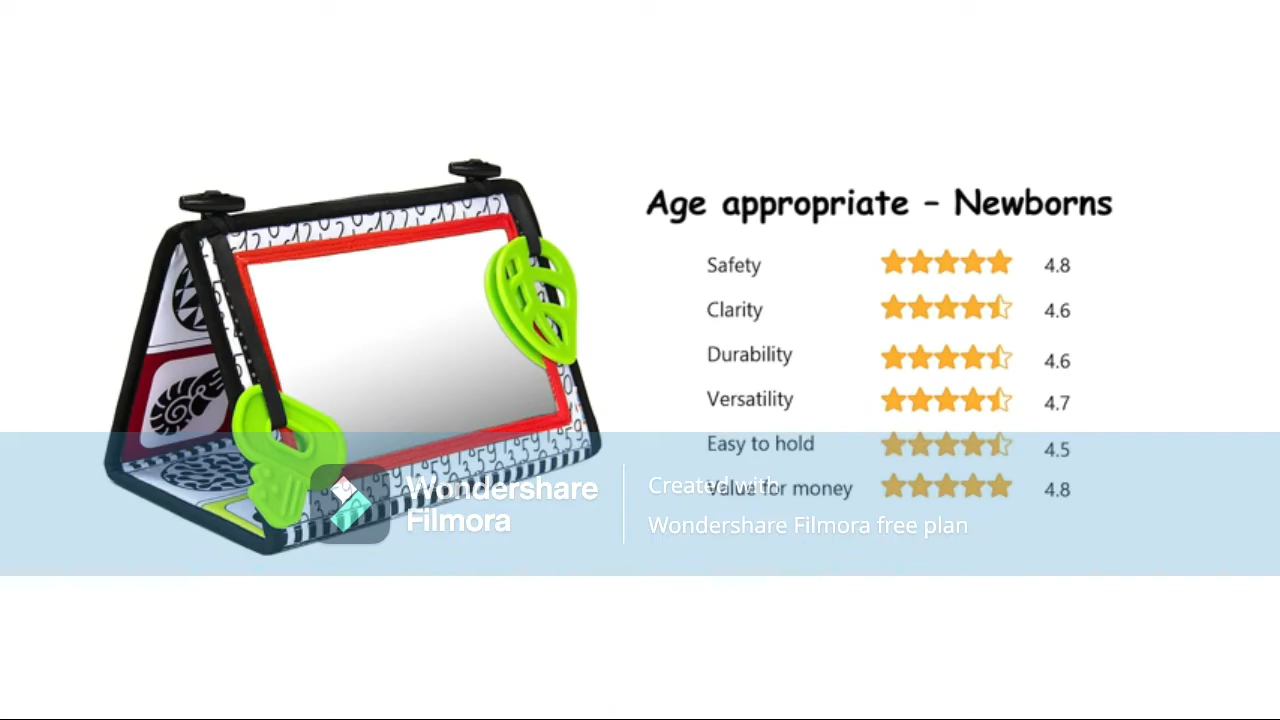 Age appropriate – Newborns
Safety 4.8
Clarity 4.6
Durability 4.6
Versatility 4.7
Easy to hold 4.5
Value for money 4.8
Wondershare
Filmora
Created with
Wondershare Filmora free plan